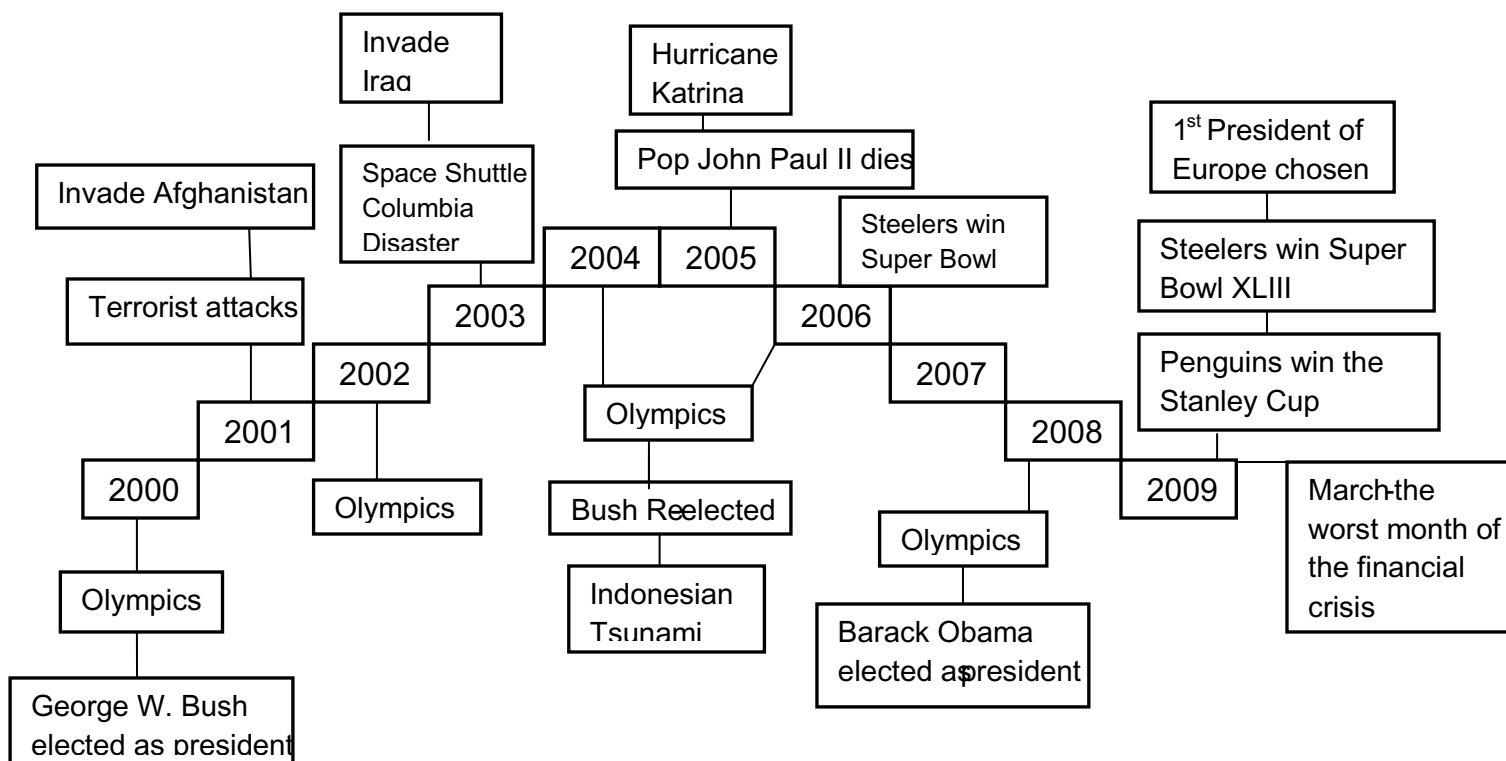 Invade
Iraq
Hurricane
Katrina
1st President of
Europe chosen
Pop John Paul II dies
Space Shuttle
Columbia
Disaster
Invade Afghanistan
Steelers win
Super Bowl
Steelers win Super
Bowl XLIII
Terrorist attacks
2004
2005
2003
2006
Penguins win the
Stanley Cup
2002
2007
Olympics
2001
2008
2000
Olympics
Bush Reelected
2009
March-the
worst month of
the financial
crisis
Olympics
Olympics
Indonesian
Tsunami
Barack Obama
elected as president
George W. Bush
elected as president